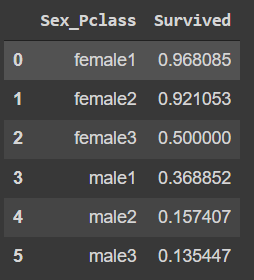 Sex_Pclass Survived
0 female1 0.968085
1 female2 0.921053
2 female3 0.500000
3 male1 0.368852
4 male2 0.157407
5 male3 0.135447